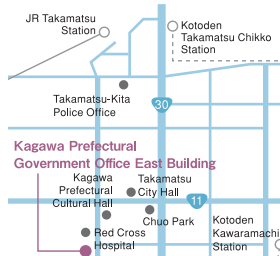 JR Takamatsu
Station
Kotoden
Takamatsu Chikko
Station
Takamatsu-Kita
Police Office
30
Kagawa Prefectural
Government Office East Building
Kagawa
Prefectural
Cultural Hall
Takamatsu
City Hall
11
Chuo Park
Kotoden
Kawaramachi
Station
Red Cross
Hospital